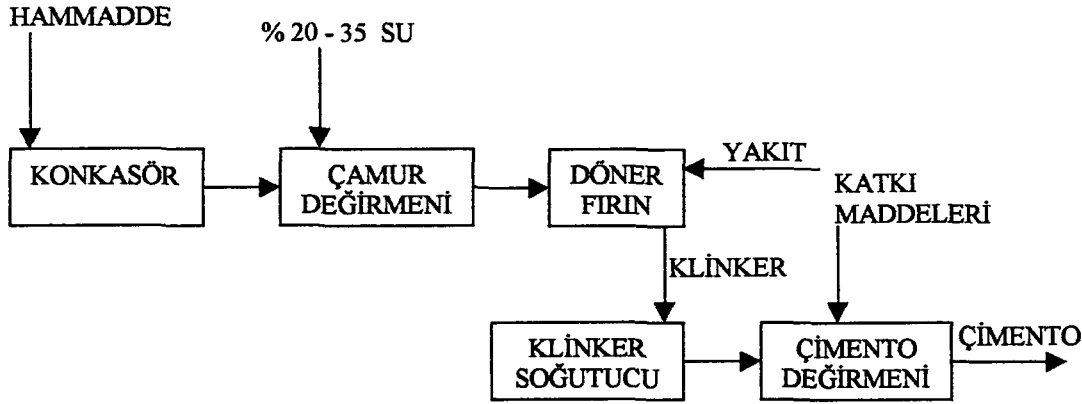 HAMMADDE
% 20 - 35 SU
KONKASÖR
ÇAMUR
DEĞİRMENİ
DÖNER
FIRIN
YAKIT
KATKI
MADDELERİ
KLİNKER
KLİNKER
SOĞUTUCU
ÇİMENTO
DEĞİRMENİ
ÇİMENTO